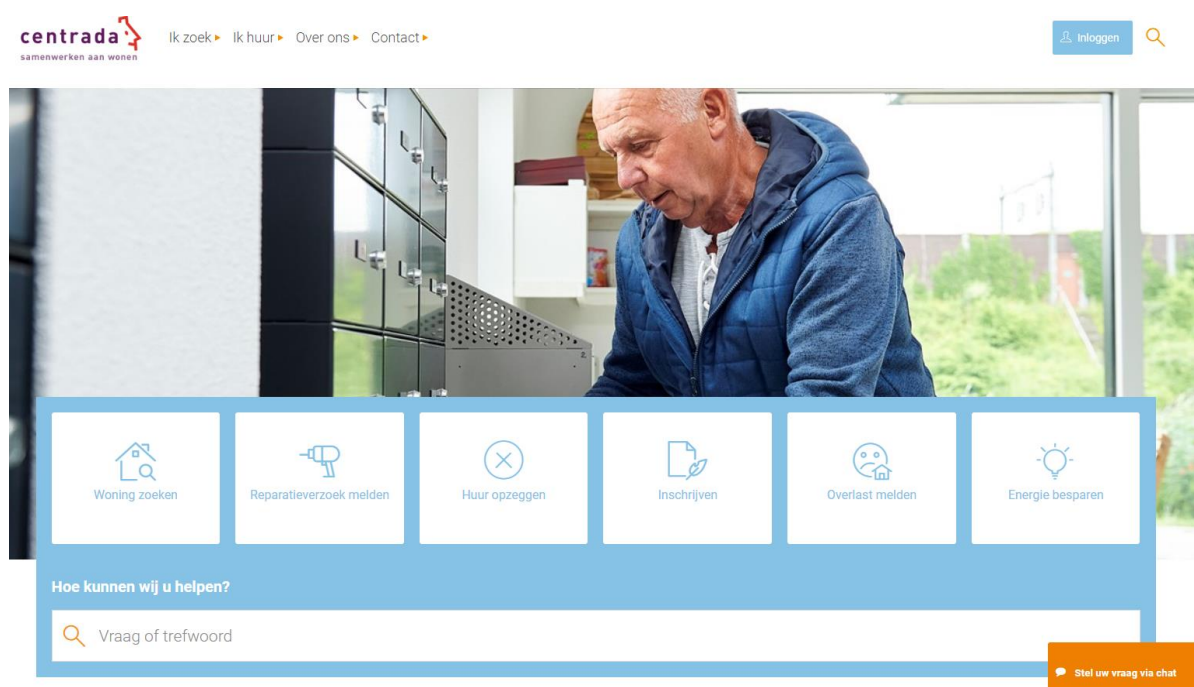 centrada
samenwerken aan wonen
Ik zoek Ik huur Over ons Contact
Inloggen
Woning zoeken
Reparatieverzoek melden
Huur opzeggen
Inschrijven
Overlast melden
Energie besparen
Hoe kunnen wij u helpen?
Vraag of trefwoord
Stel uw vraag via chat